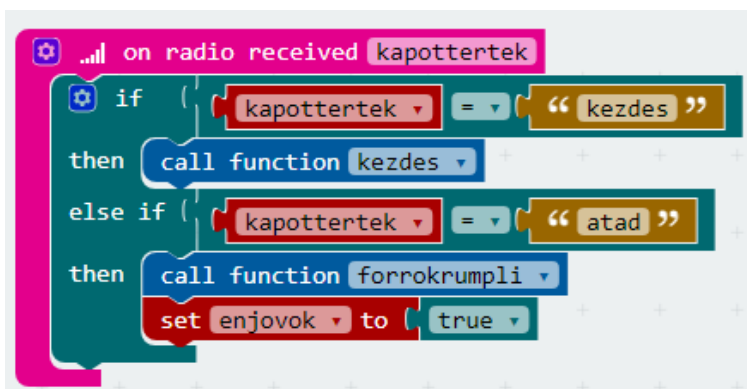 on radio received kapottertek
if kapottertek = “ kezdes ”
then call function kezdes
else if kapottertek = “ atad ”
then call function forrokrumpli
set enjovok to true